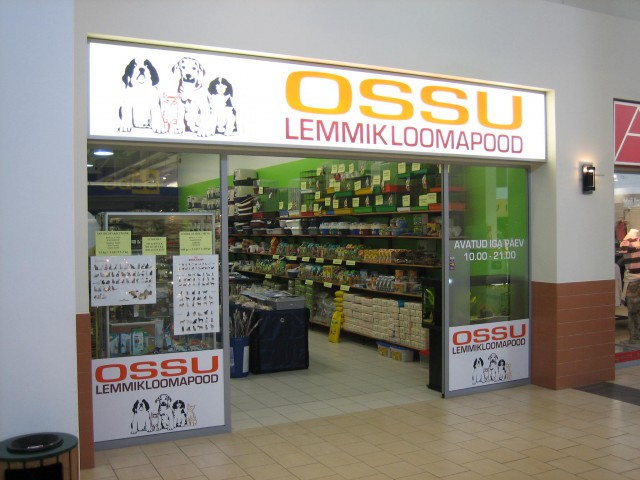 OSSU
LEMMIKLOOMAPOOD
AVATUD IGA PÄEV
10.00 - 21.00
OSSU
LEMMIKLOOMAPOOD
OSSU
LEMMIKLOOMAPOOD